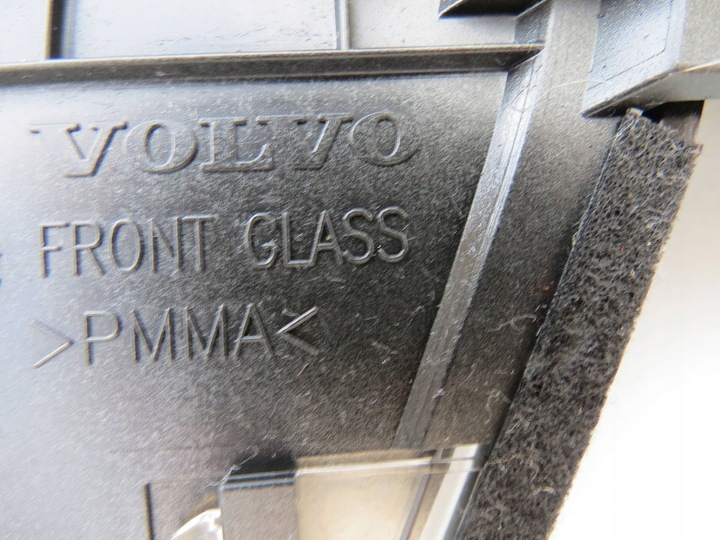 VOLVO
FRONT GLASS
>PMMA<